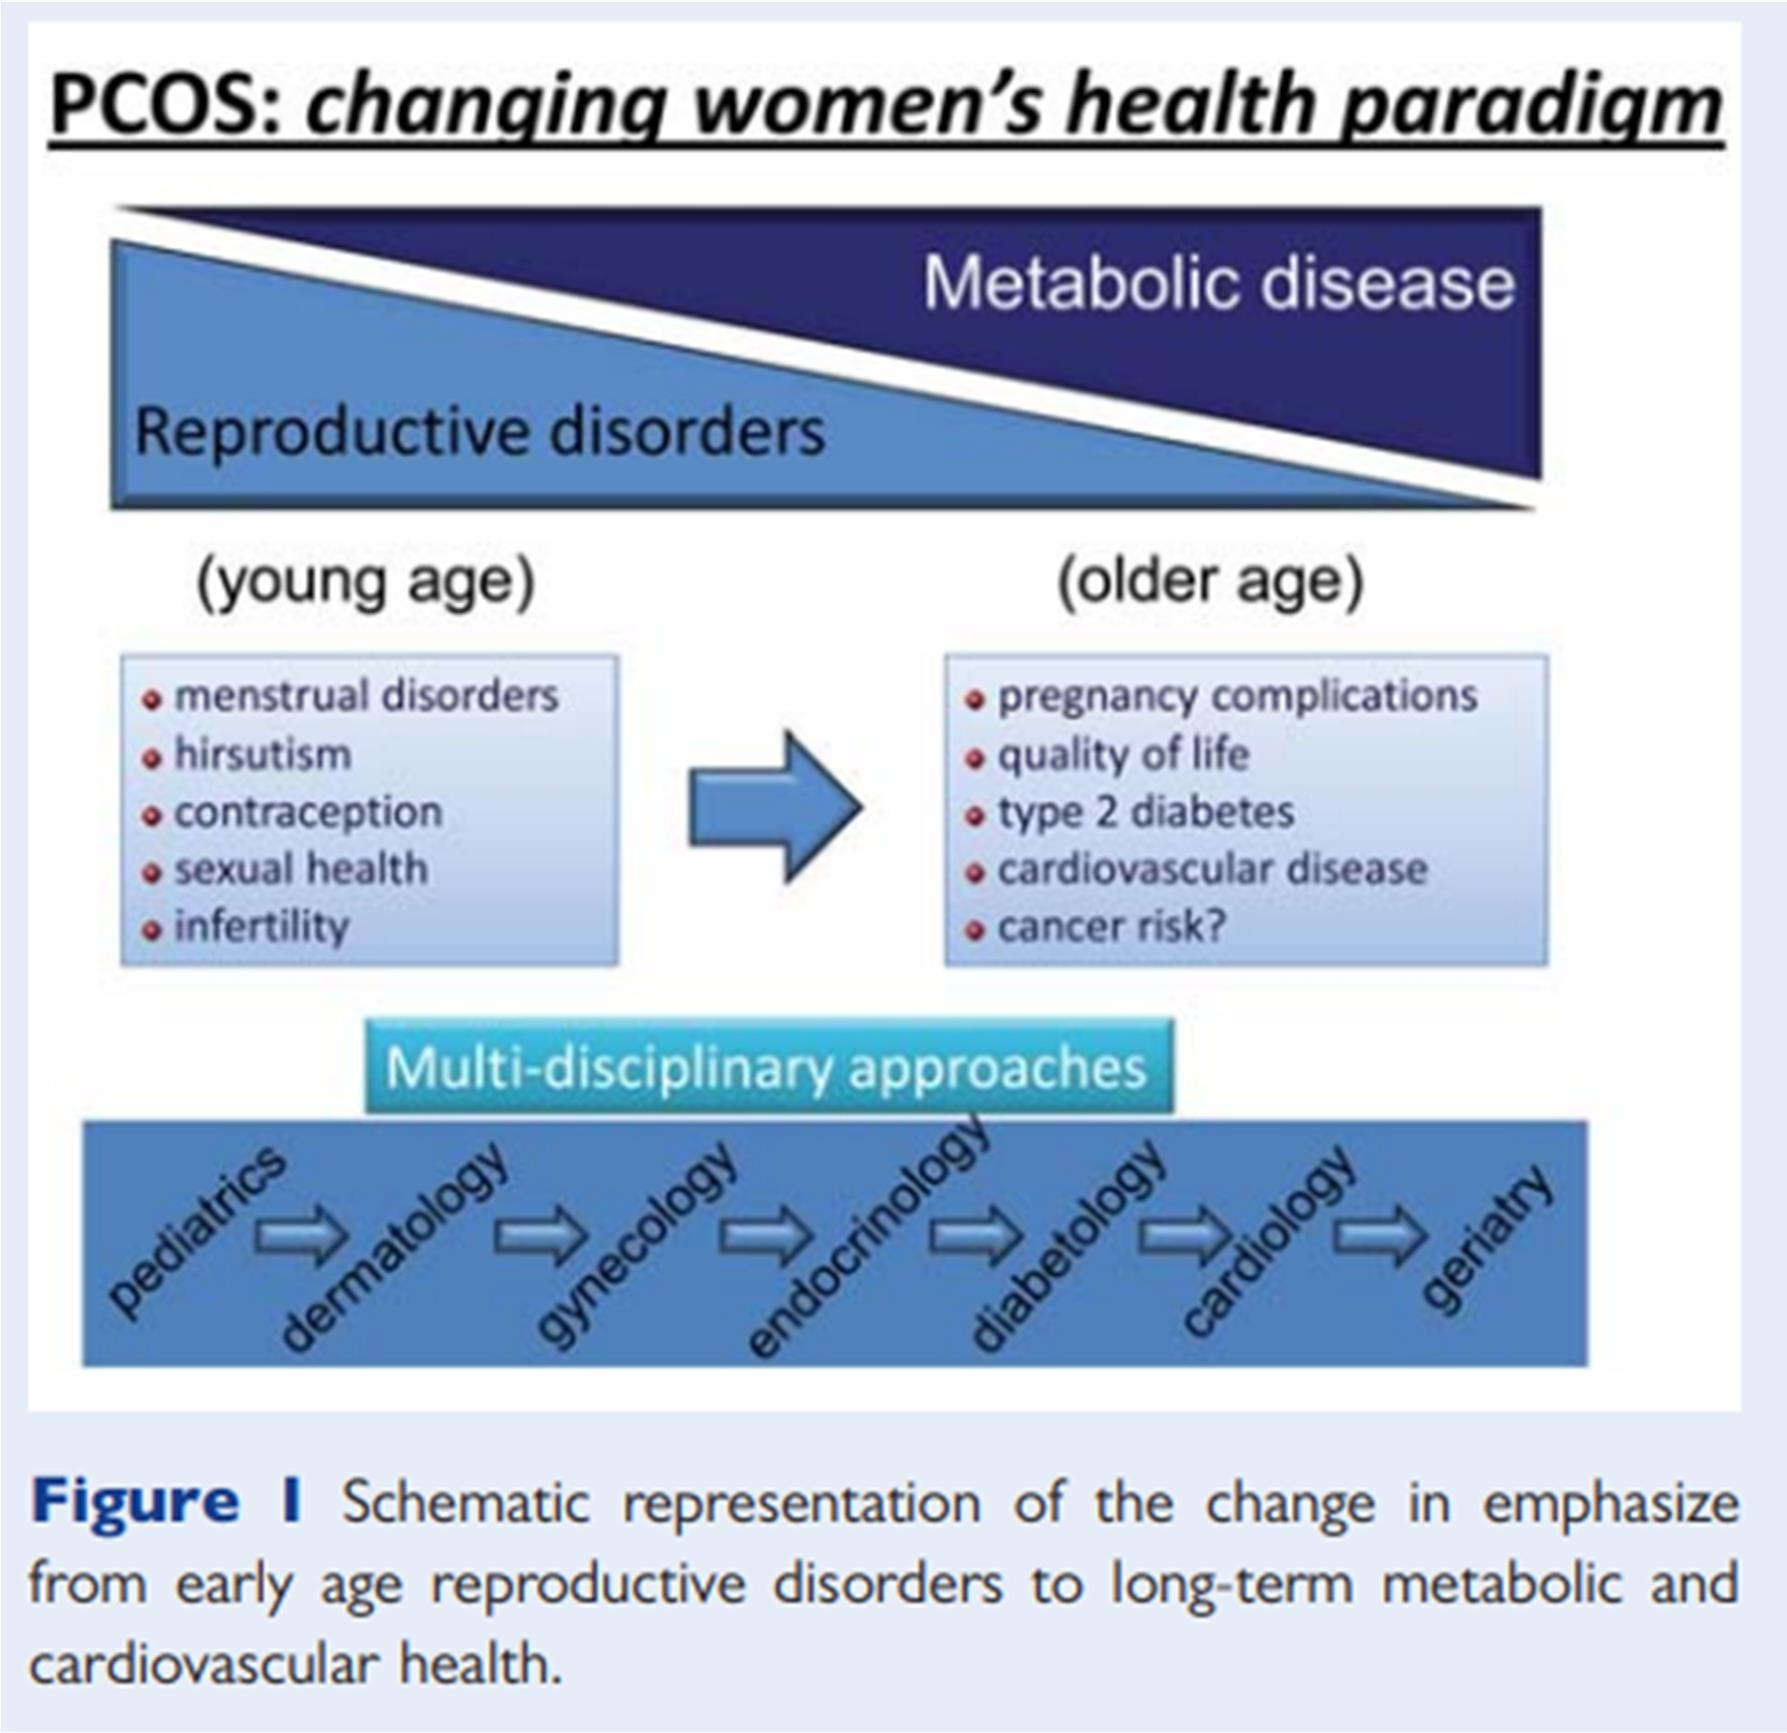 PCOS: changing women's health paradigm
Metabolic disease
Reproductive disorders
(young age)
(older age)
menstrual disorders
hirsutism
contraception
sexual health
infertility
pregnancy complications
quality of life
type 2 diabetes
cardiovascular disease
cancer risk?
Multi-disciplinary approaches
pediatrics
dermatology
gynecology
endocrinology
diabetology
cardiology
geriatry
Figure 1 Schematic representation of the change in emphasize
from early age reproductive disorders to long-term metabolic and
cardiovascular health.